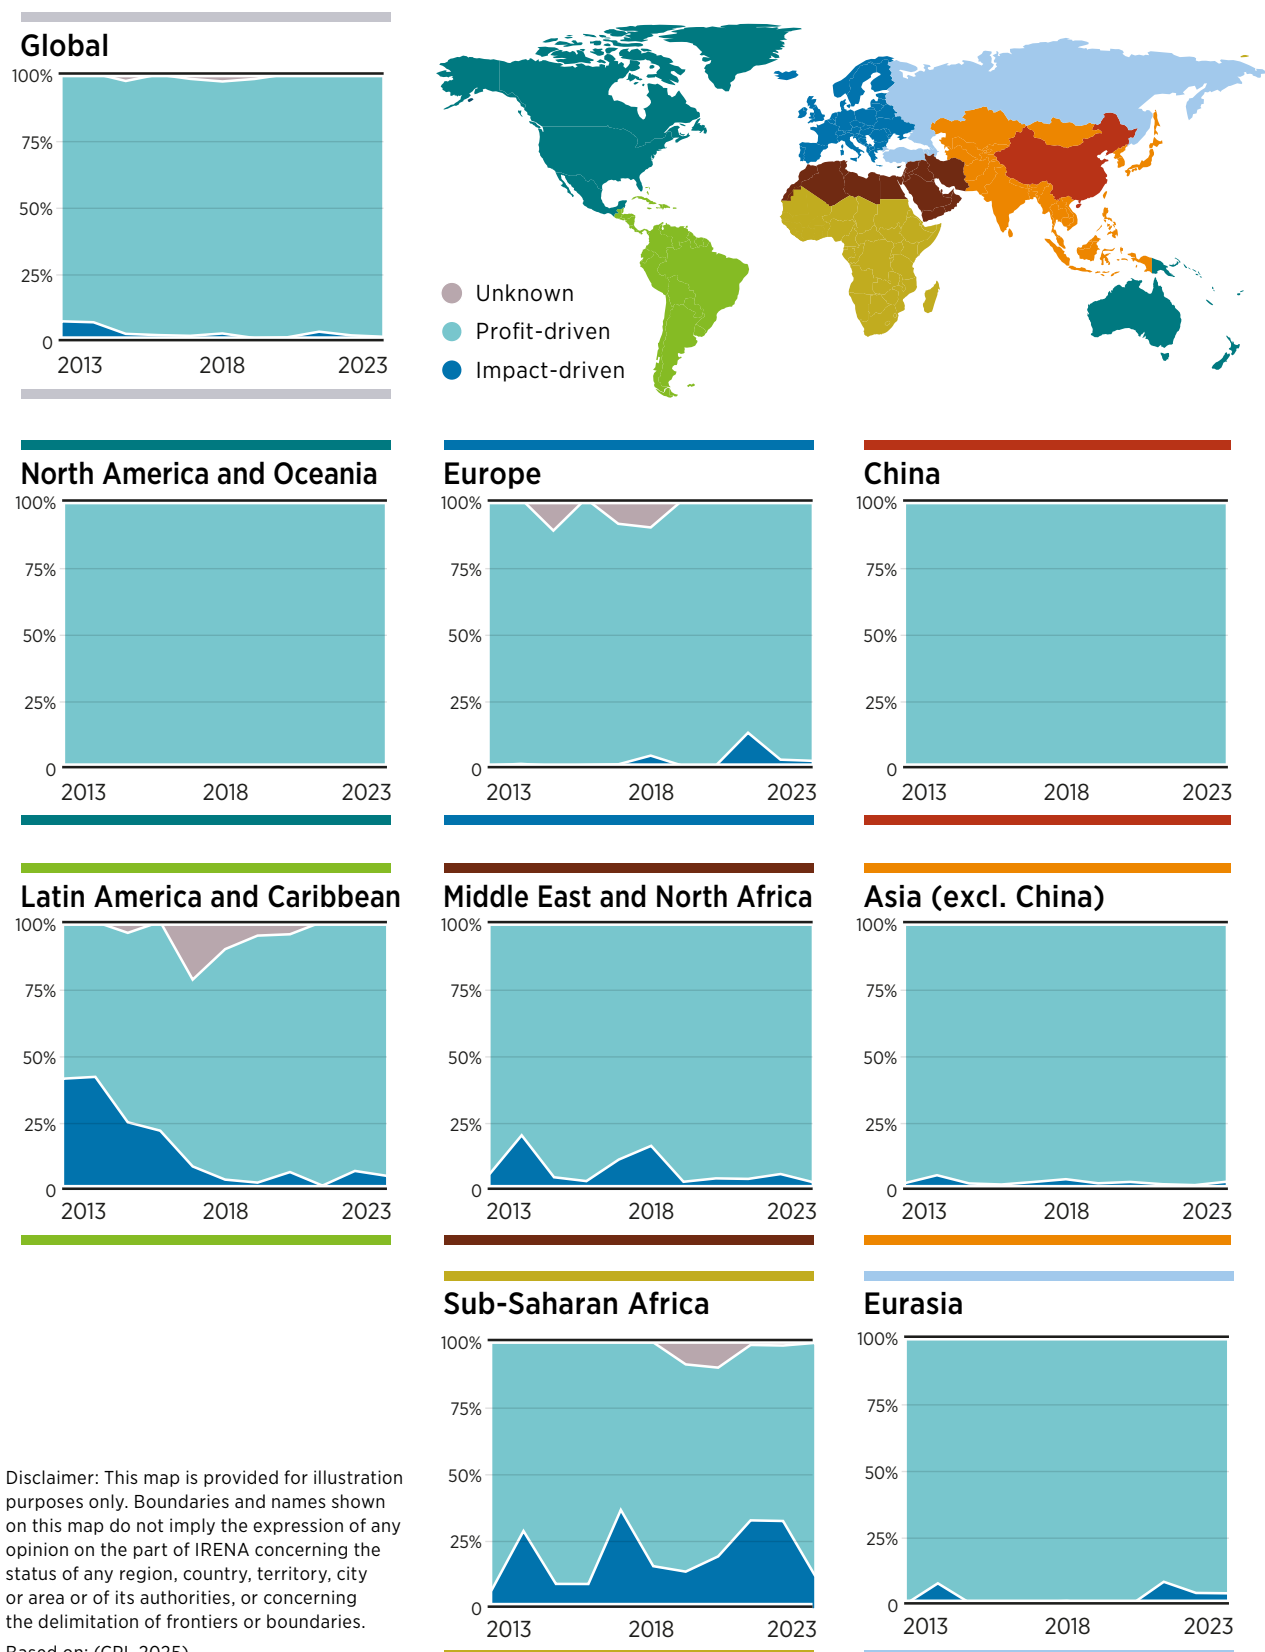 Global
100%
75%
50%
25%
0
2013 2018 2023
Unknown
Profit-driven
Impact-driven
North America and Oceania
100%
75%
50%
25%
0
2013 2018 2023
Europe
100%
75%
50%
25%
0
2013 2018 2023
China
100%
75%
50%
25%
0
2013 2018 2023
Latin America and Caribbean
100%
75%
50%
25%
0
2013 2018 2023
Middle East and North Africa
100%
75%
50%
25%
0
2013 2018 2023
Asia (excl. China)
100%
75%
50%
25%
0
2013 2018 2023
Sub-Saharan Africa
100%
75%
50%
25%
0
2013 2018 2023
Eurasia
100%
75%
50%
25%
0
2013 2018 2023
Disclaimer: This map is provided for illustration
purposes only. Boundaries and names shown
on this map do not imply the expression of any
opinion on the part of IRENA concerning the
status of any region, country, territory, city
or area or of its authorities, or concerning
the delimitation of frontiers or boundaries.
Based on: (CPI, 2025)